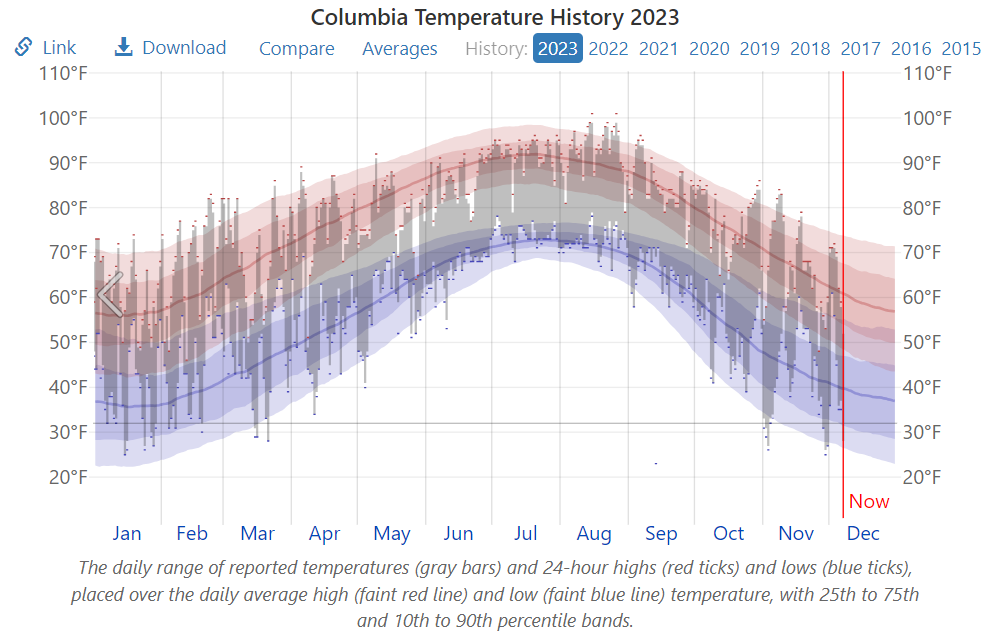 Columbia Temperature History 2023
Link Download Compare Averages History: 2023 2022 2021 2020 2019 2018 2017 2016 2015
110°F 110°F
100°F 100°F
90°F 90°F
80°F 80°F
70°F 70°F
60°F 60°F
50°F 50°F
40°F 40°F
30°F 30°F
20°F 20°F
Now
Jan Feb Mar Apr May Jun Jul Aug Sep Oct Nov Dec
The daily range of reported temperatures (gray bars) and 24-hour highs (red ticks) and lows (blue ticks),
placed over the daily average high (faint red line) and low (faint blue line) temperature, with 25th to 75th
and 10th to 90th percentile bands.